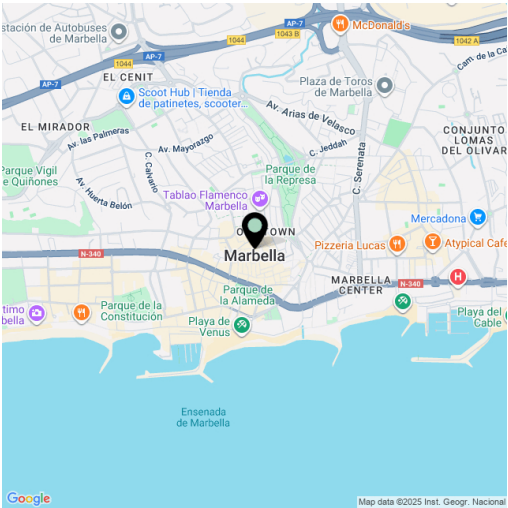 AP-7
McDonald's
1044
1043 B
1042 A
stación de Autobuses
de Marbella
1044
AP-7
EL CENIT
AP-7
Cam. de la Ca
Plaza de Toros
de Marbella
Scoot Hub | Tienda
de patinetes, scooter...
Av. Arias de Velasco
EL MIRADOR
Av. las Palmeras
Av. Mayorazgo
C. Jeddah
C. Serenata
CONJUNTO
LOMAS
DEL OLIVAR
Parque Vigil
e Quiñones
C. Calvario
Parque de
la Represa
Av. Huerta Belón
Tablao Flamenco
Marbella
Mercadona
TOWN
Pizzeria Lucas
Atypical Cafe
Marbella
N-340
H
MARBELLA
CENTER
N-340
Parque de
la Alameda
timo
bella
Parque de la
Constitución
Playa de
Venus
Playa del
Cable
Ensenada
de Marbella
Google
Map data ©2025 Inst. Geogr. Nacional